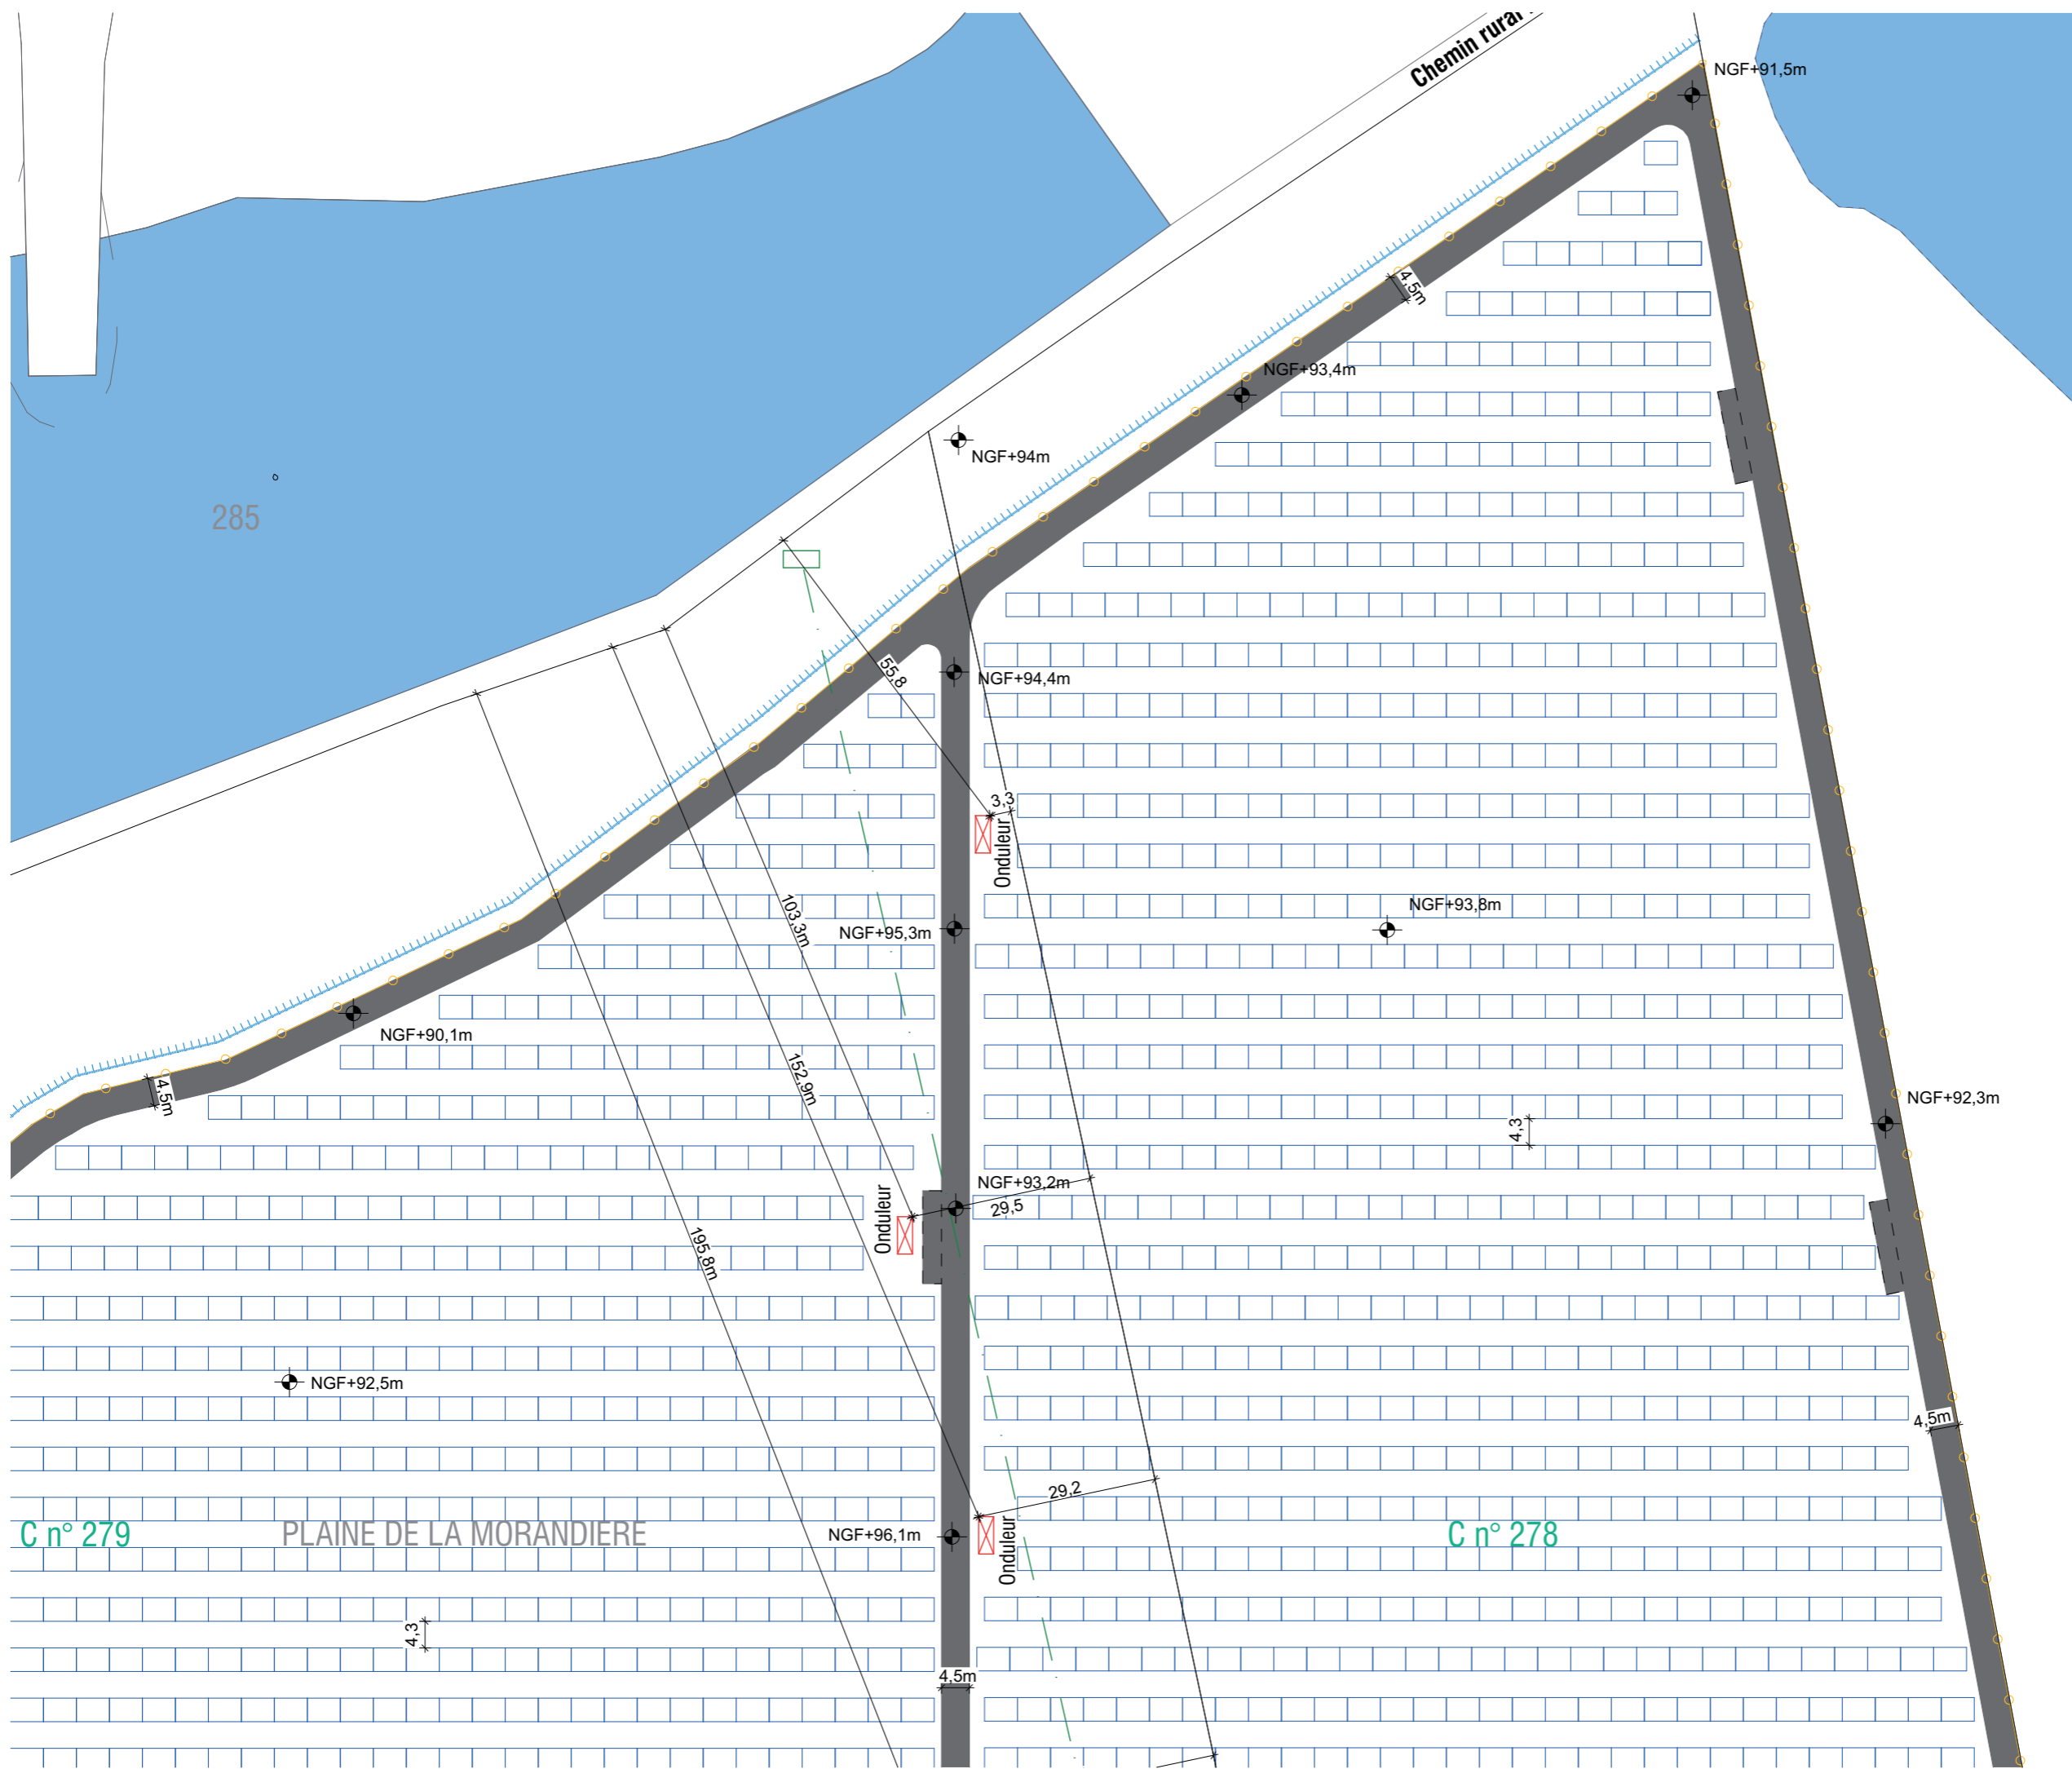 Chemin rural
NGF+91,5m
4,5m
NGF+93,4m
NGF+94m
285
55,8
NGF+94,4m
3,3
Onduleur
103,3m
NGF+95,3m
NGF+93,8m
NGF+90,1m
152,9m
4,5m
NGF+92,3m
4,3
NGF+93,2m
29,5
Onduleur
195,8m
NGF+92,5m
4,5m
29,2
C n° 279
PLAINE DE LA MORANDIERE
NGF+96,1m
Onduleur
C n° 278
4,3
4.5m